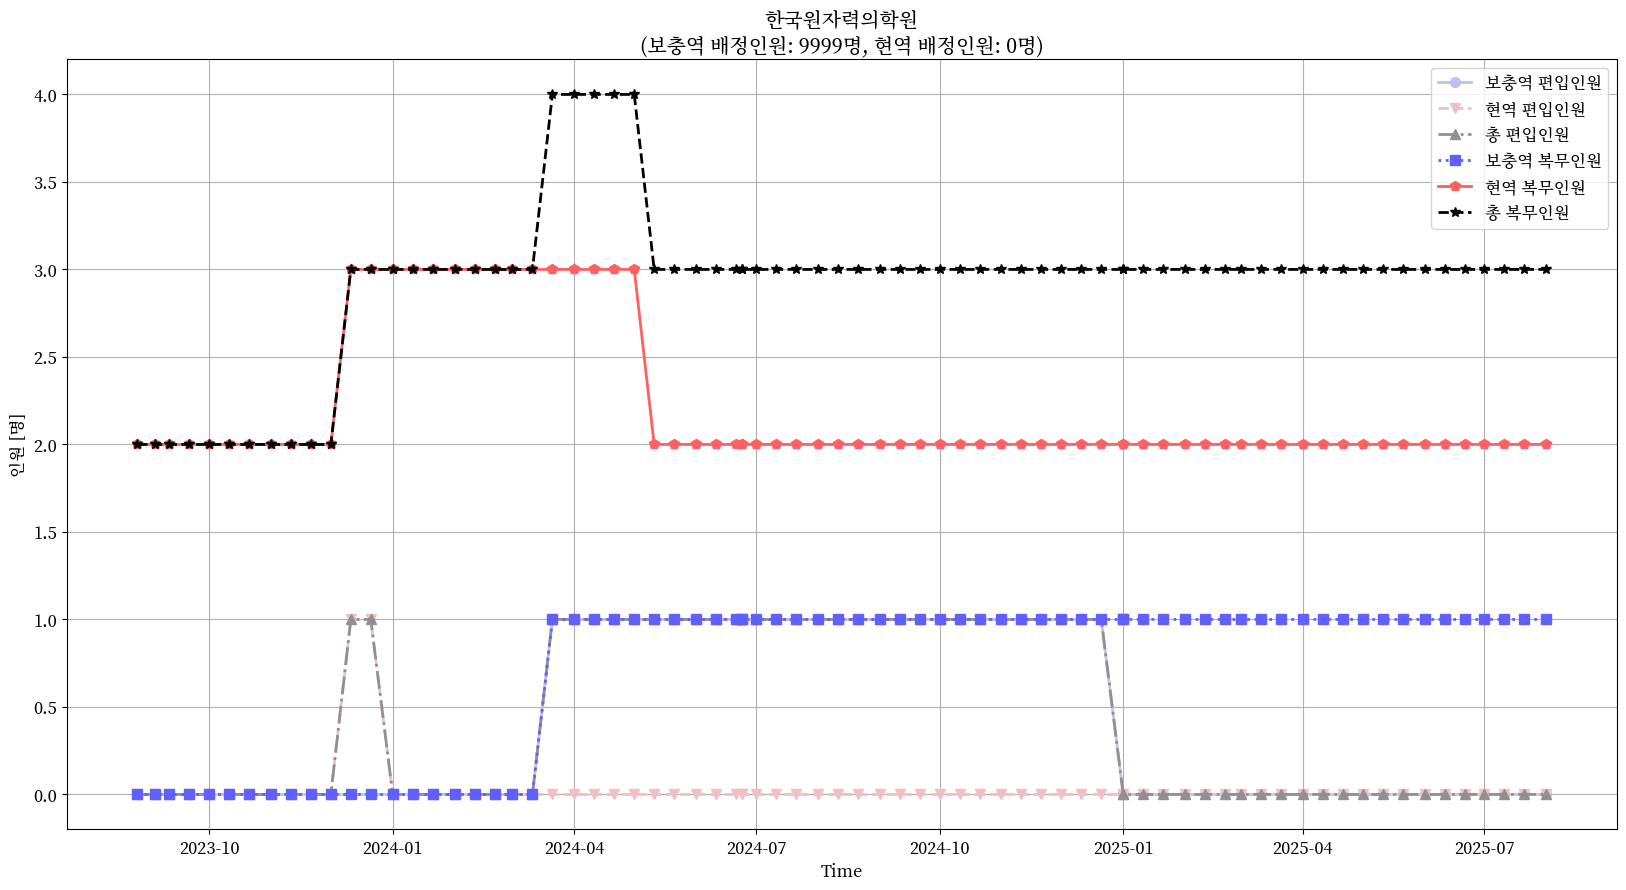 한국원자력의학원
(보충역 배정인원: 9999명, 현역 배정인원: 0명)
보충역 편입인원
현역 편입인원
총 편입인원
보충역 복무인원
현역 복무인원
총 복무인원
인원 [명]
4.0
3.5
3.0
2.5
2.0
1.5
1.0
0.5
0.0
2023-10
2024-01
2024-04
2024-07
2024-10
2025-01
2025-04
2025-07
Time